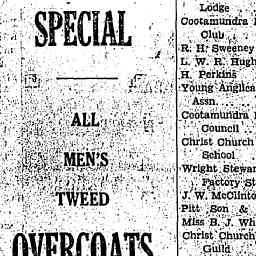 SPECIAL
ALL
MEN'S
TWEED
OVERCOATS
Lodge
Cootamundra
Club
R. H. Sweeney
L. W. R. Hugh
H. Perkins
Young Anglica
Assn.
Cootamundra
Council
Christ Church
School
Wright Stewar
Factory St
J. W. McClinto
Pitt Son &
Miss B. J. Wh
Christ Church
Guild